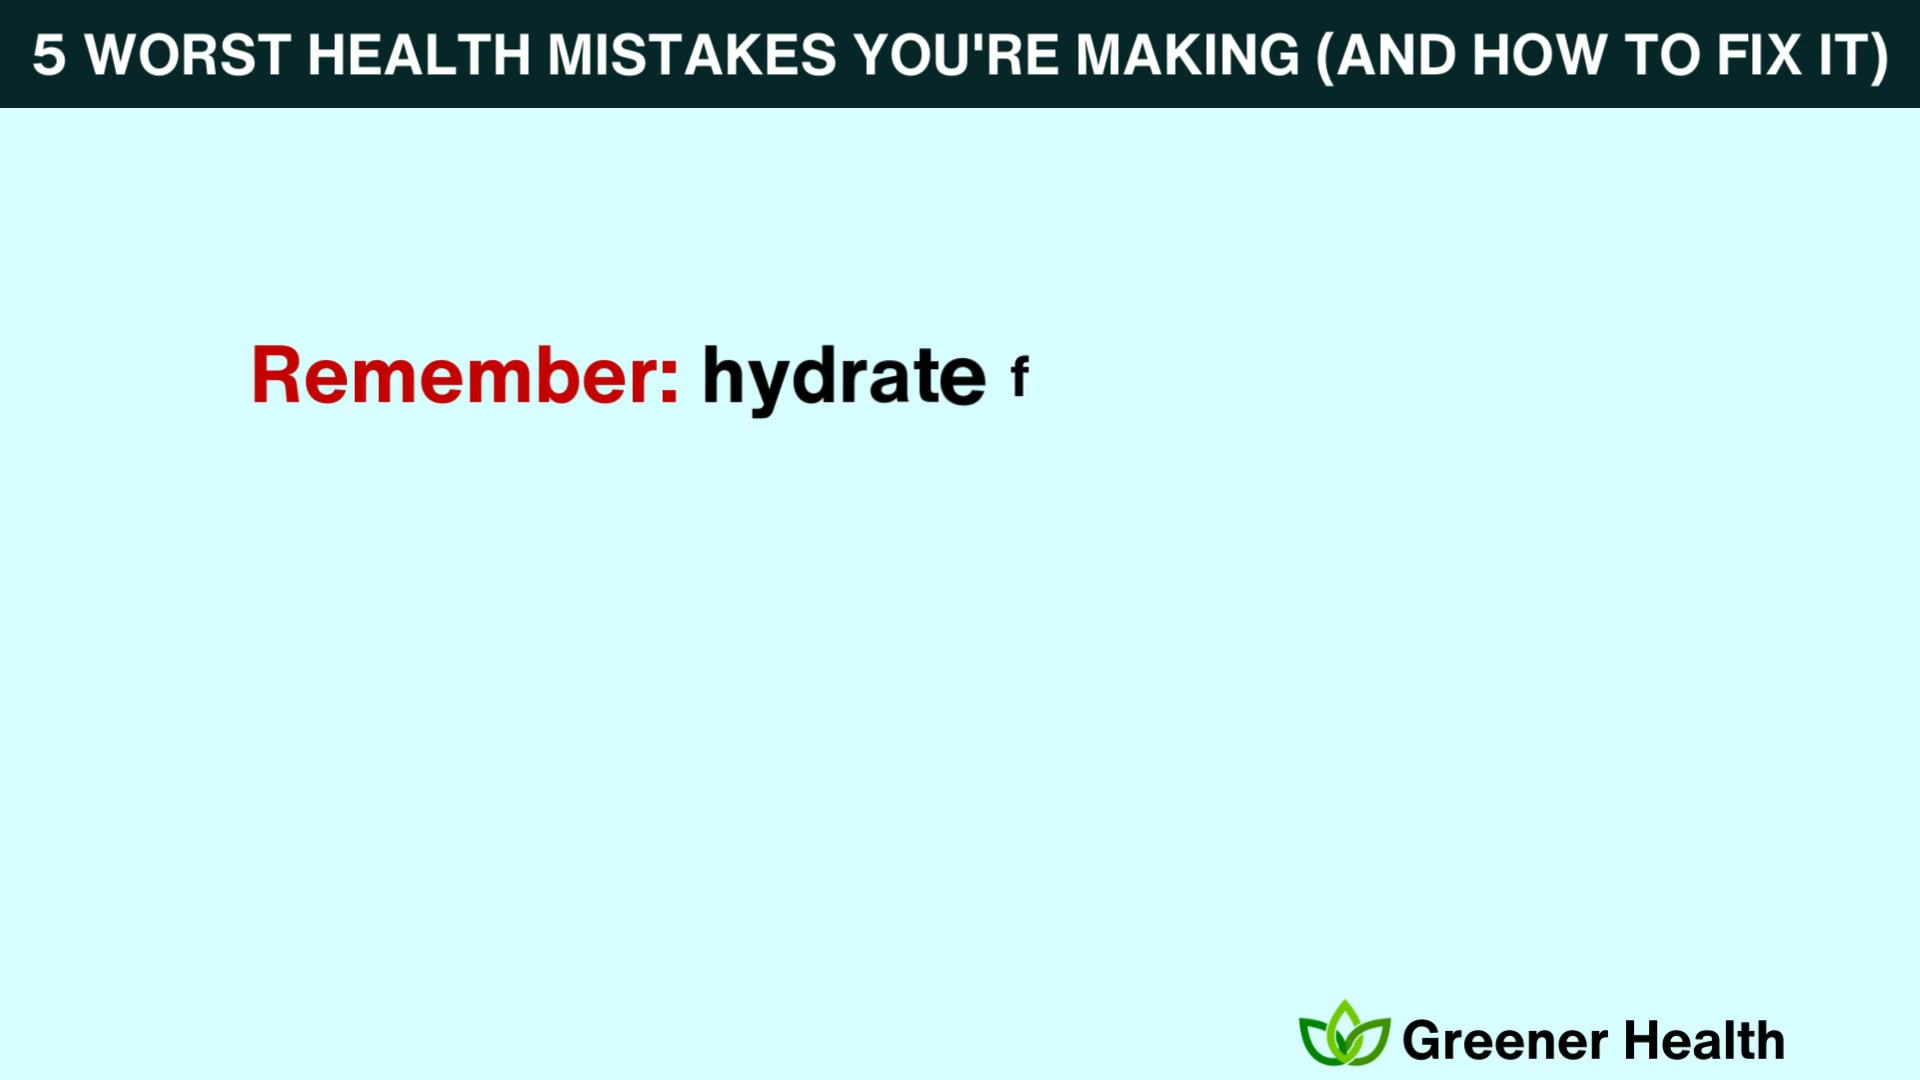 5 WORST HEALTH MISTAKES YOU'RE MAKING (AND HOW TO FIX IT)
Remember: hydrate f
Greener Health